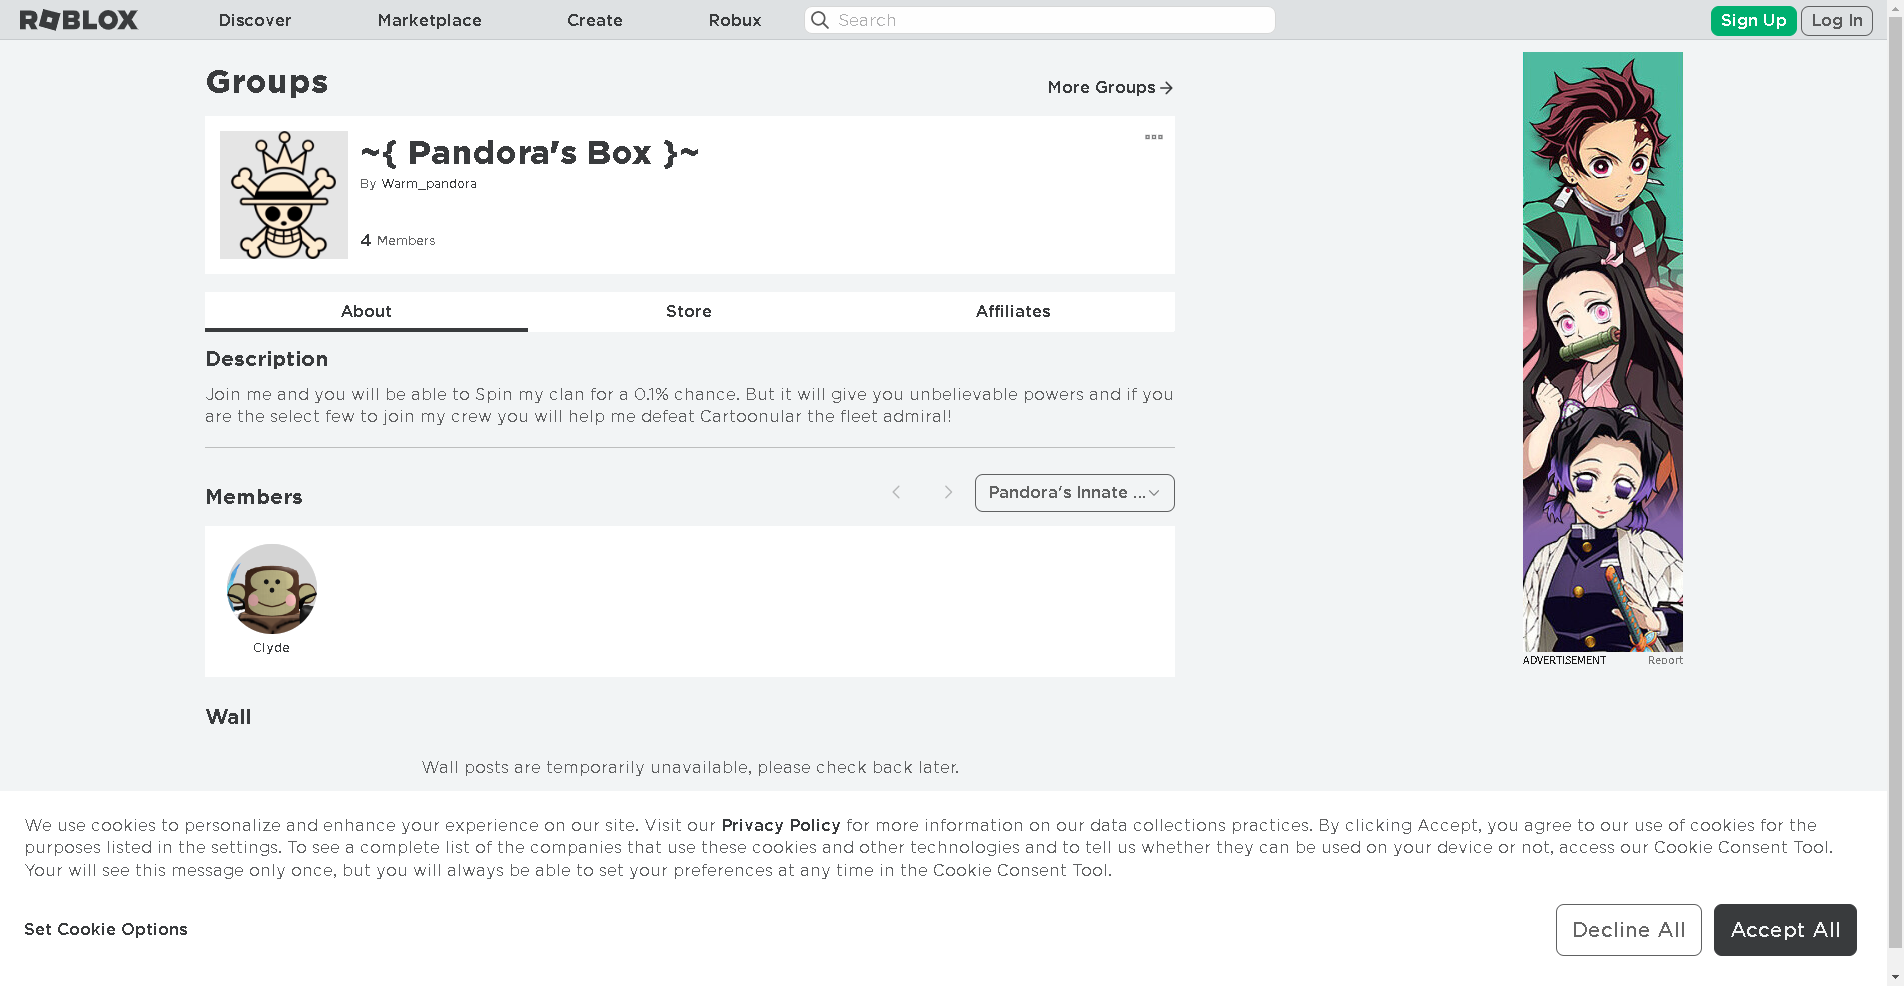 ROBLOX Discover Marketplace Create Robux Search Sign Up Log In
Groups
More Groups
~{ Pandora's Box }~
By Warm_pandora
4 Members
About Store Affiliates
Description
Join me and you will be able to Spin my clan for a 0.1% chance. But it will give you unbelievable powers and if you
are the select few to join my crew you will help me defeat Cartoonular the fleet admiral!
Members
Pandora's Innate ...
Clyde
ADVERTISEMENT Report
Wall
Wall posts are temporarily unavailable, please check back later.
We use cookies to personalize and enhance your experience on our site. Visit our Privacy Policy for more information on our data collections practices. By clicking Accept, you agree to our use of cookies for the
purposes listed in the settings. To see a complete list of the companies that use these cookies and other technologies and to tell us whether they can be used on your device or not, access our Cookie Consent Tool.
Your will see this message only once, but you will always be able to set your preferences at any time in the Cookie Consent Tool.
Set Cookie Options
Decline All
Accept All